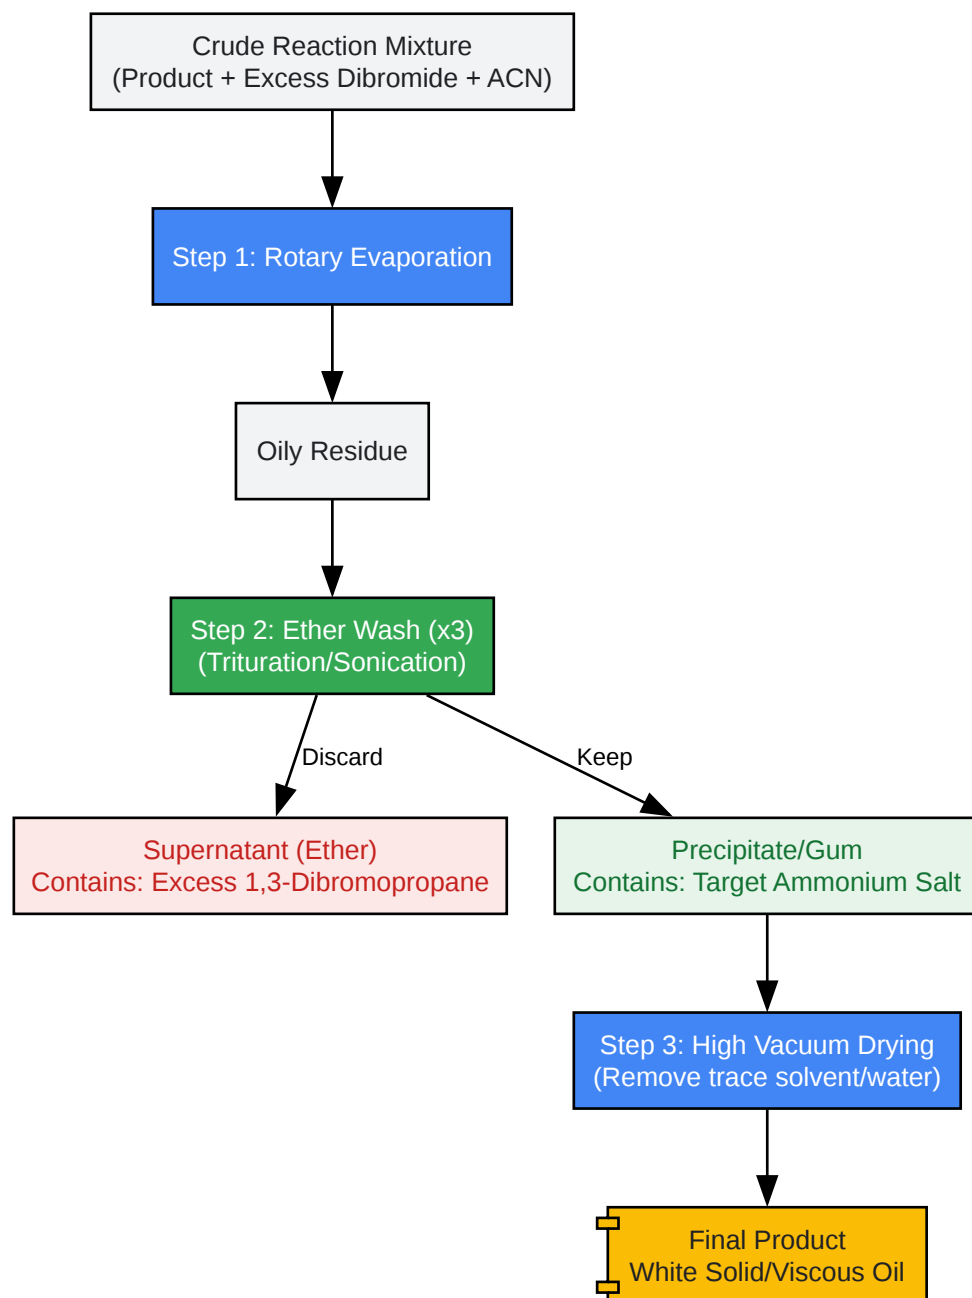 Crude Reaction Mixture
(Product + Excess Dibromide + ACN)
Step 1: Rotary Evaporation
Oily Residue
Step 2: Ether Wash (x3)
(Trituration/Sonication)
Discard
Keep
Supernatant (Ether)
Contains: Excess 1,3-Dibromopropane
Precipitate/Gum
Contains: Target Ammonium Salt
Step 3: High Vacuum Drying
(Remove trace solvent/water)
Final Product
White Solid/Viscous Oil